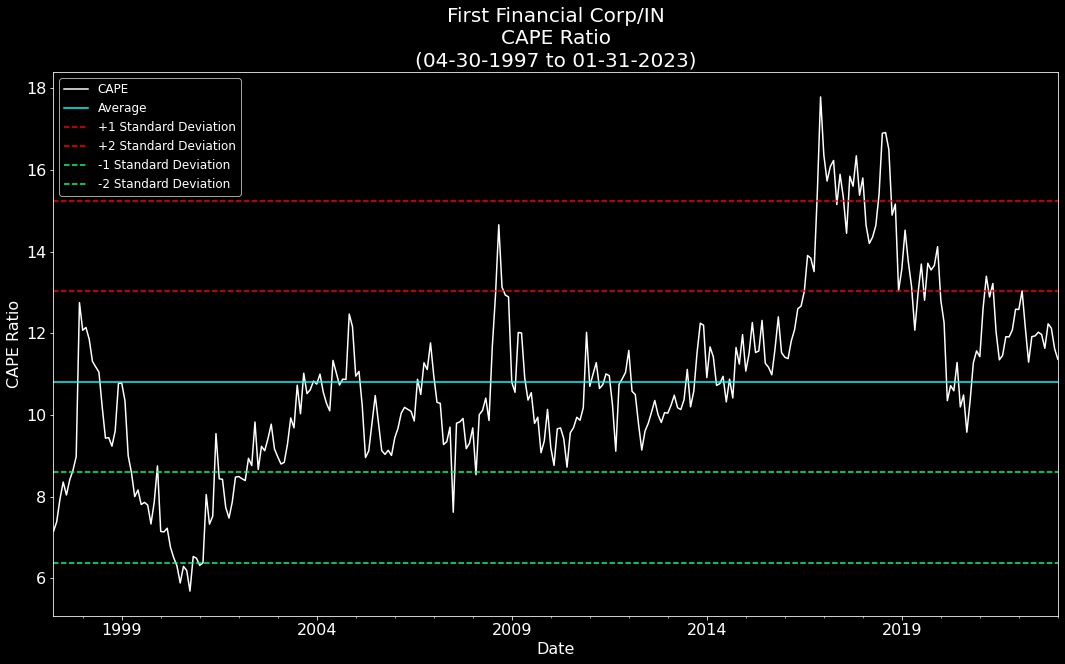 First Financial Corp/IN
CAPE Ratio
(04-30-1997 to 01-31-2023)
CAPE
Average
+1 Standard Deviation
+2 Standard Deviation
-1 Standard Deviation
-2 Standard Deviation
CAPE Ratio
18
16
14
12
10
8
6
1999
2004
2009
2014
2019
Date